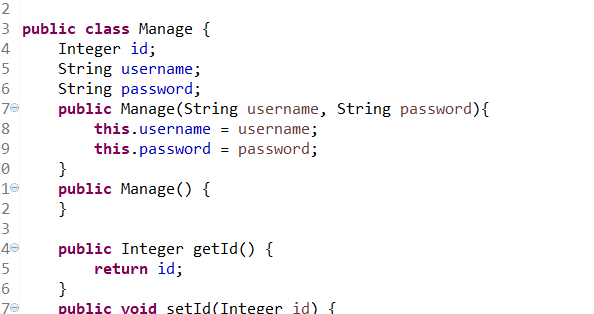 2
3 public class Manage {
4     Integer id;
5     String username;
6     String password;
7     public Manage(String username, String password){
8         this.username = username;
9         this.password = password;
0     }
1     public Manage() {
2     }
3
4     public Integer getId() {
5         return id;
6     }
7     public void setId(Integer id) {